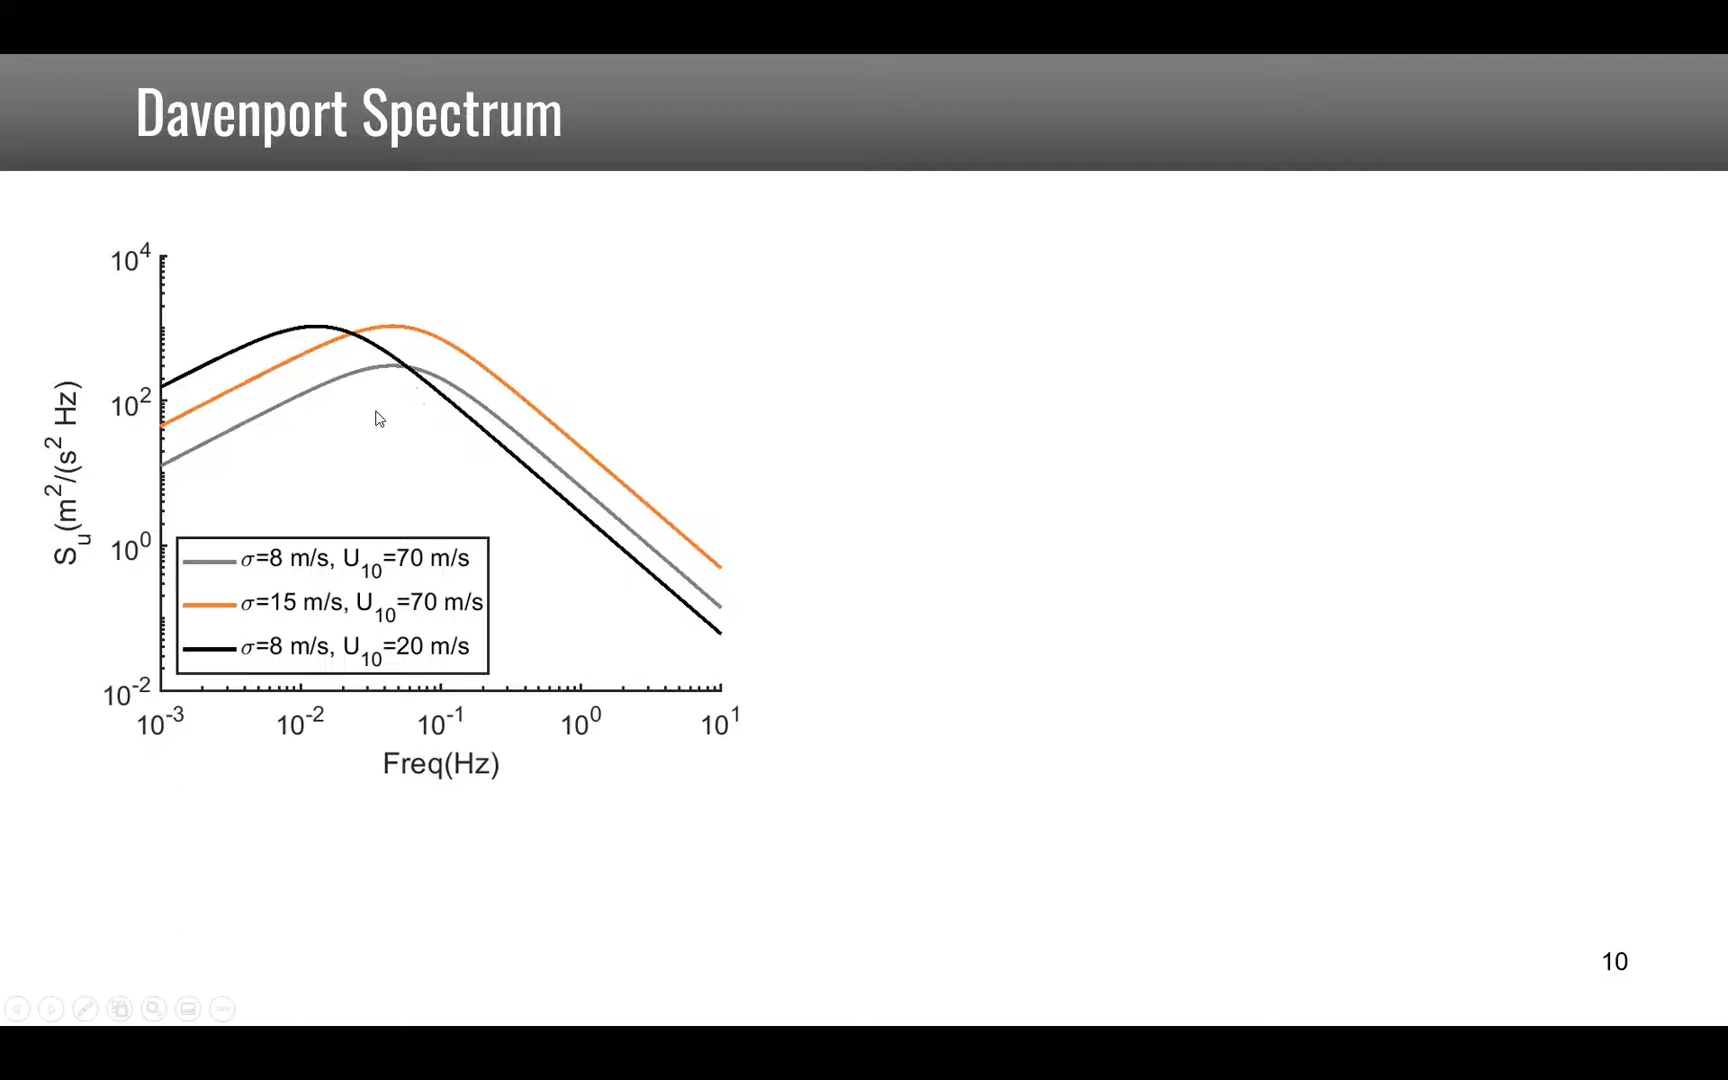 Davenport Spectrum
10^4
10^2
10^0
10^-2
S_u(m^2/(s^2 Hz)
σ=8 m/s, U_10=70 m/s
σ=15 m/s, U_10=70 m/s
σ=8 m/s, U_10=20 m/s
10^-3 10^-2 10^-1 10^0 10^1
Freq(Hz)
10